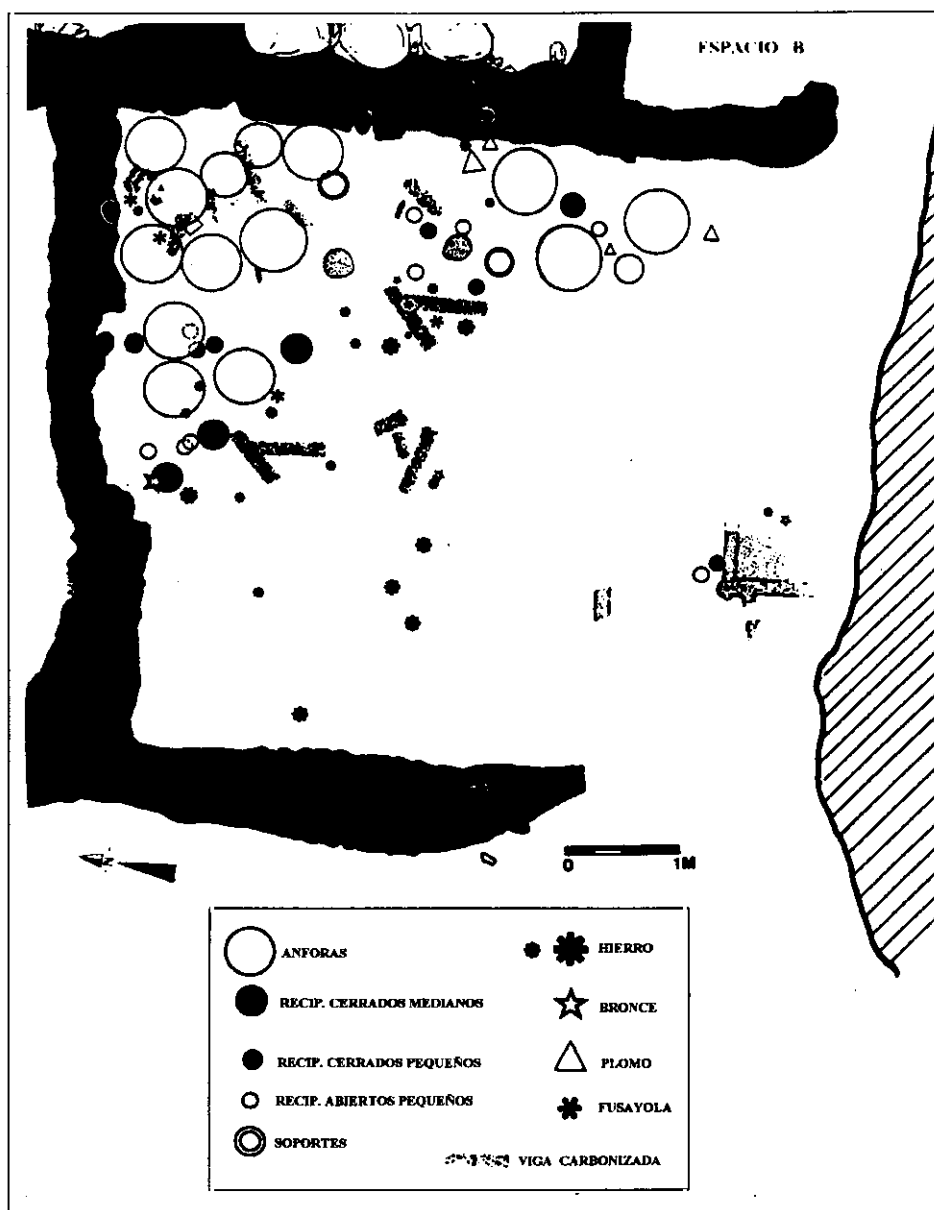 ESPACIO B
N
0 1M
ANFORAS
RECIP. CERRADOS MEDIANOS
RECIP. CERRADOS PEQUEÑOS
RECIP. ABIERTOS PEQUEÑOS
SOPORTES
HIERRO
BRONCE
PLOMO
FUSAYOLA
VIGA CARBONIZADA